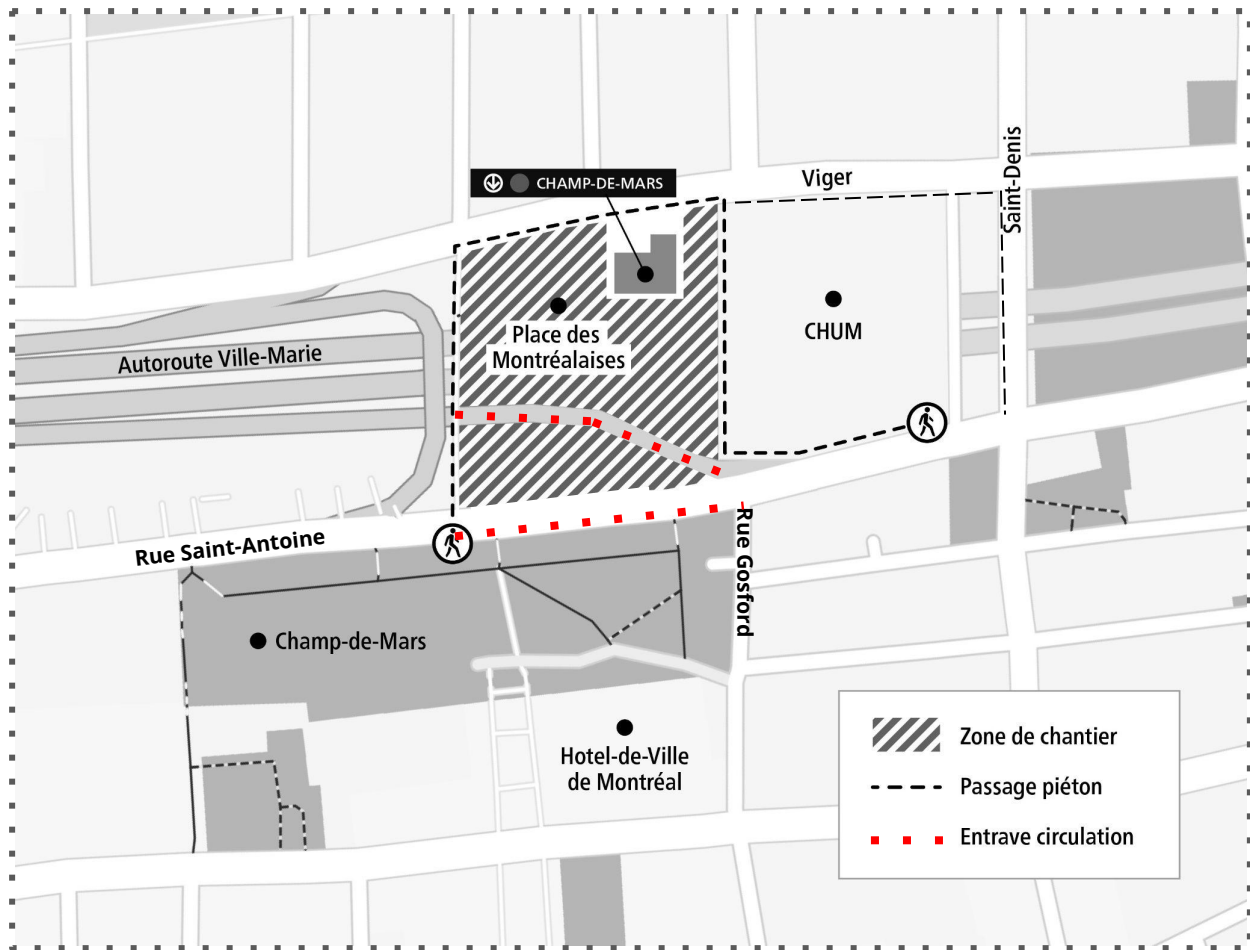 Saint-Denis
Viger
CHAMP-DE-MARS
Place des
Montréalaises
CHUM
Autoroute Ville-Marie
Rue Saint-Antoine
Rue Gosford
Champ-de-Mars
Hotel-de-Ville
de Montréal
Zone de chantier
Passage piéton
Entrave circulation